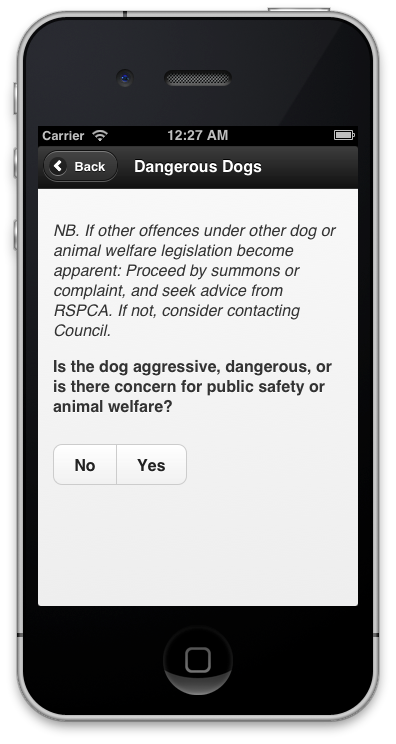 Carrier 12:27 AM
Back Dangerous Dogs
NB. If other offences under other dog or
animal welfare legislation become
apparent: Proceed by summons or
complaint, and seek advice from
RSPCA. If not, consider contacting
Council.
Is the dog aggressive, dangerous, or
is there concern for public safety or
animal welfare?
No Yes